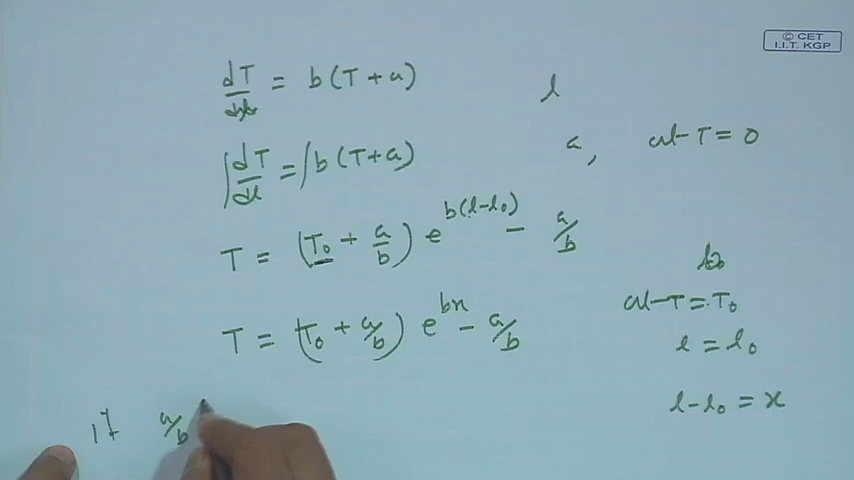 © CET
I.I.T. KGP
dT/dl = b(T + a)
l
∫dT/dl = ∫b(T+a)
a, at T = 0
T = (T₀ + a/b) e^b(l-l₀) - a/b
l₀
at T = T₀
T = (T₀ + a/b) e^bx - a/b
l = l₀
l - l₀ = x
if a/b